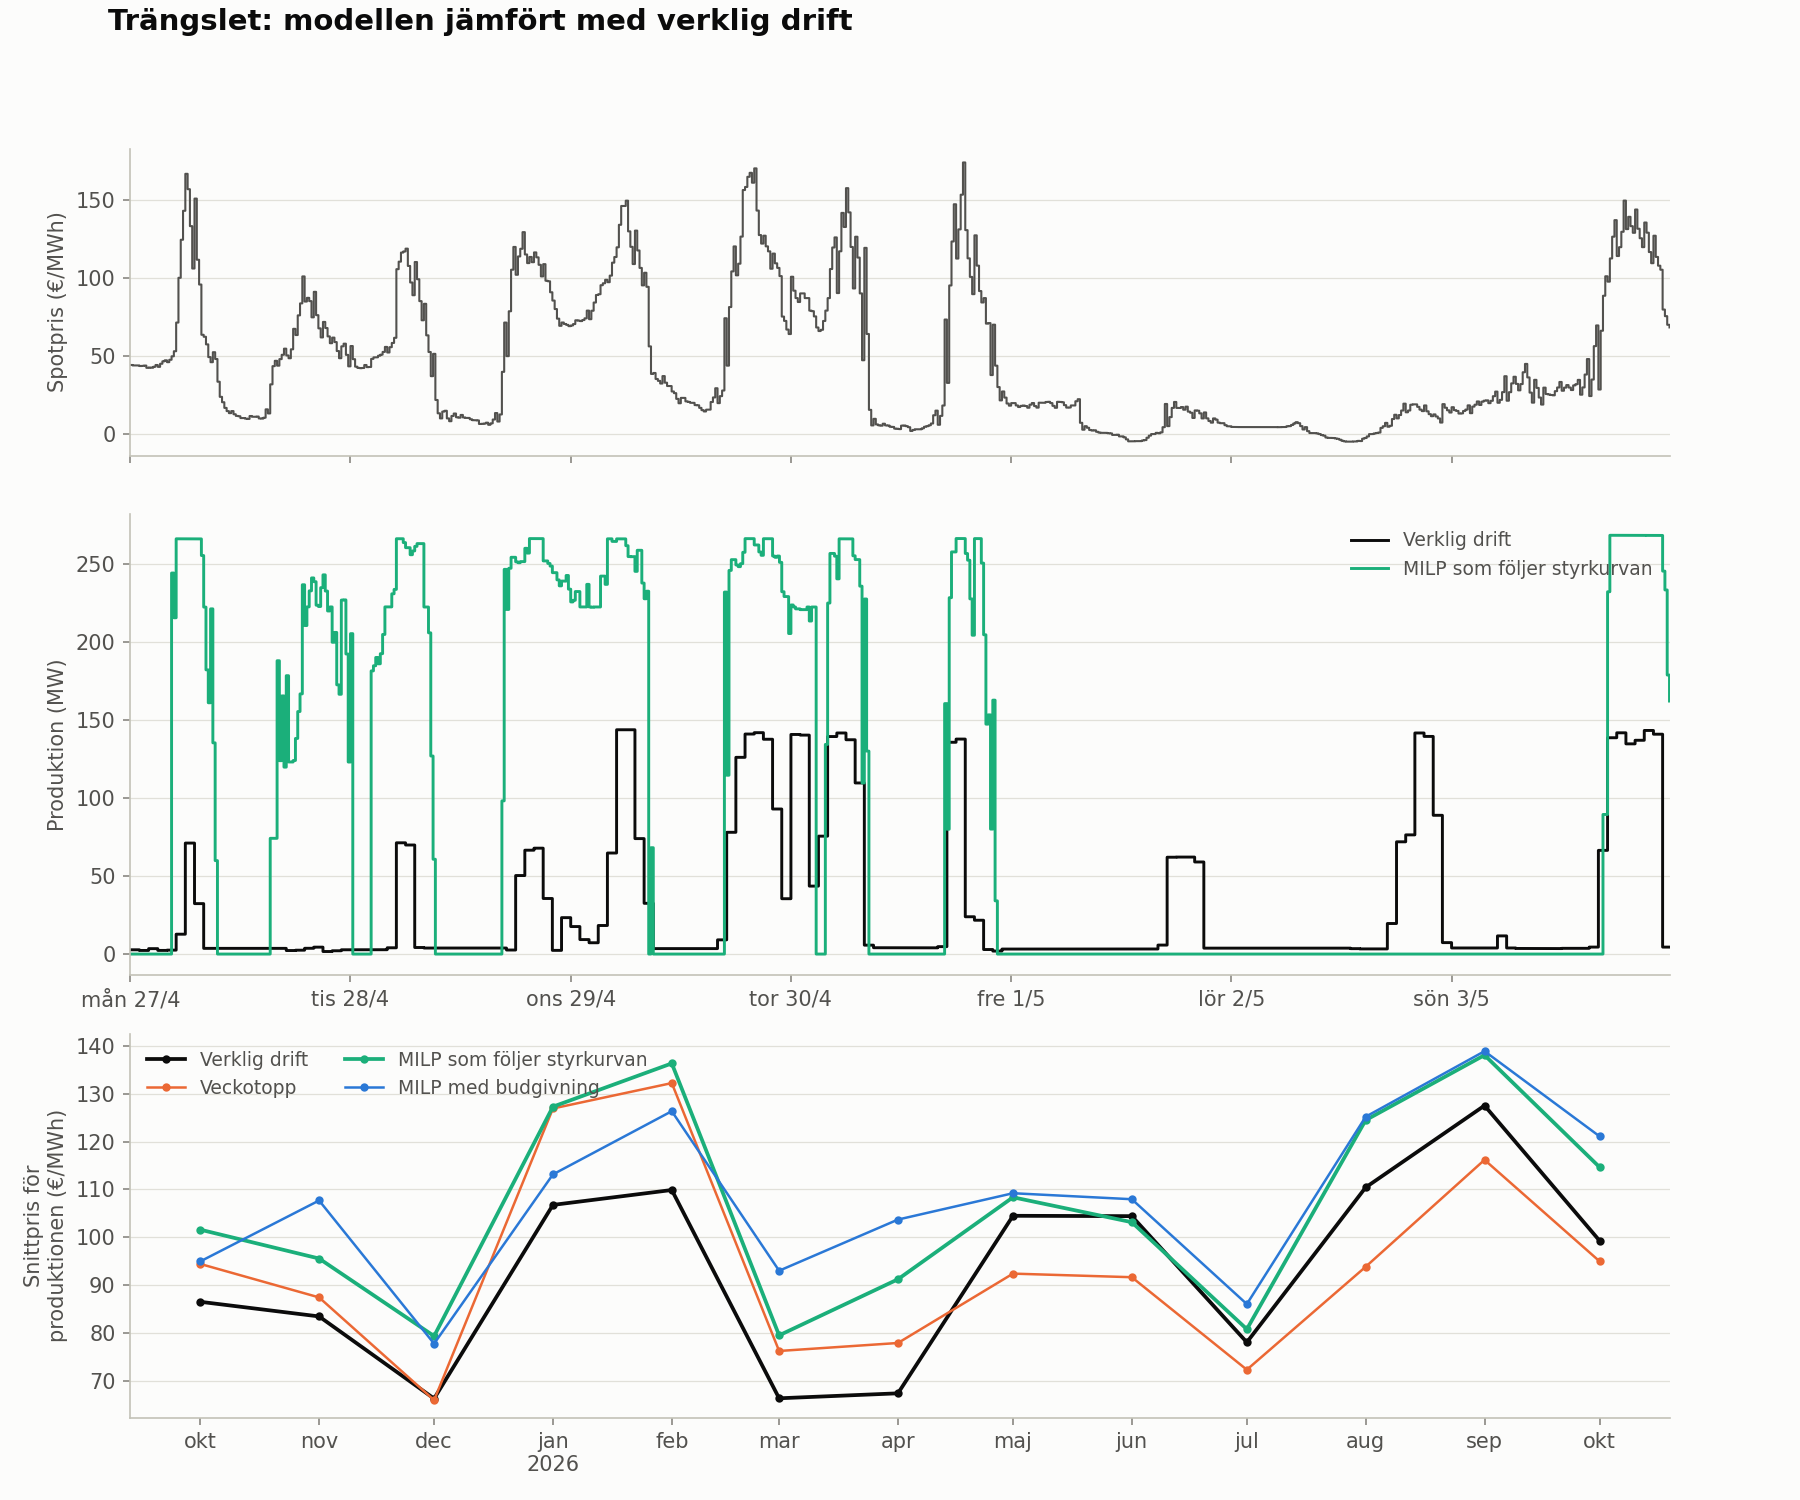 Trängslet: modellen jämfört med verklig drift
Spotpris (€/MWh)
150
100
50
0
Produktion (MW)
250
200
150
100
50
0
Verklig drift
MILP som följer styrkurvan
mån 27/4
tis 28/4
ons 29/4
tor 30/4
fre 1/5
lör 2/5
sön 3/5
Snittpris för
produktionen (€/MWh)
140
130
120
110
100
90
80
70
Verklig drift
Veckotopp
MILP som följer styrkurvan
MILP med budgivning
okt
nov
dec
jan
2026
feb
mar
apr
maj
jun
jul
aug
sep
okt